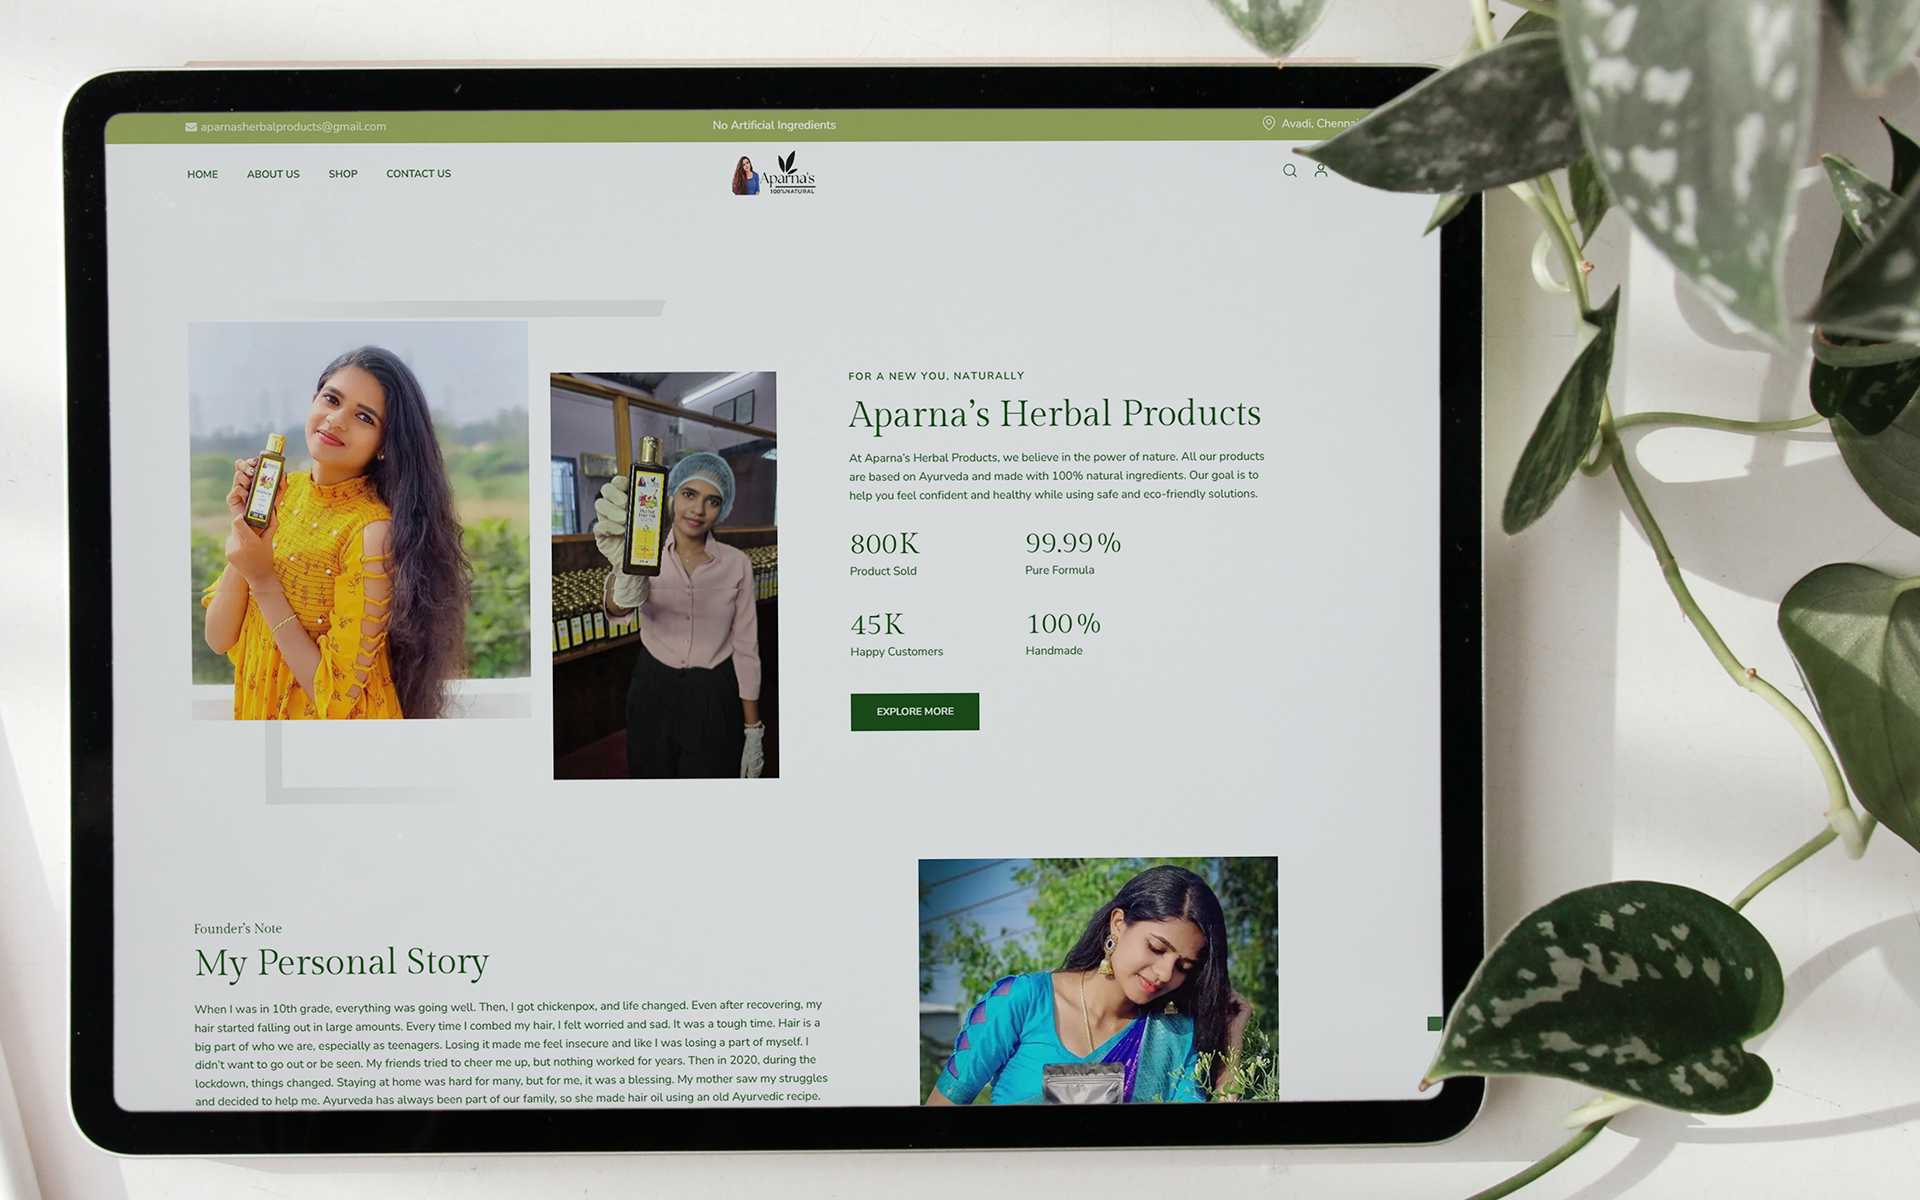 aparnasherbalproducts@gmail.com
No Artificial Ingredients
Avadi, Chennai
HOME
ABOUT US
SHOP
CONTACT US
Aparna's
100%NATURAL
FOR A NEW YOU, NATURALLY
Aparna's Herbal Products
At Aparna's Herbal Products, we believe in the power of nature. All our products
are based on Ayurveda and made with 100% natural ingredients. Our goal is to
help you feel confident and healthy while using safe and eco-friendly solutions.
800K
99.99%
Product Sold
Pure Formula
45K
100%
Happy Customers
Handmade
EXPLORE MORE
Herbal
Hair Oil
Founder's Note
My Personal Story
When I was in 10th grade, everything was going well. Then, I got chickenpox, and life changed. Even after recovering, my
hair started falling out in large amounts. Every time I combed my hair, I felt worried and sad. It was a tough time. Hair is a
big part of who we are, especially as teenagers. Losing it made me feel insecure and like I was losing a part of myself. I
didn't want to go out or be seen. My friends tried to cheer me up, but nothing worked for years. Then in 2020, during the
lockdown, things changed. Staying at home was hard for many, but for me, it was a blessing. My mother saw my struggles
and decided to help me. Ayurveda has always been part of our family, so she made hair oil using an old Ayurvedic recipe.